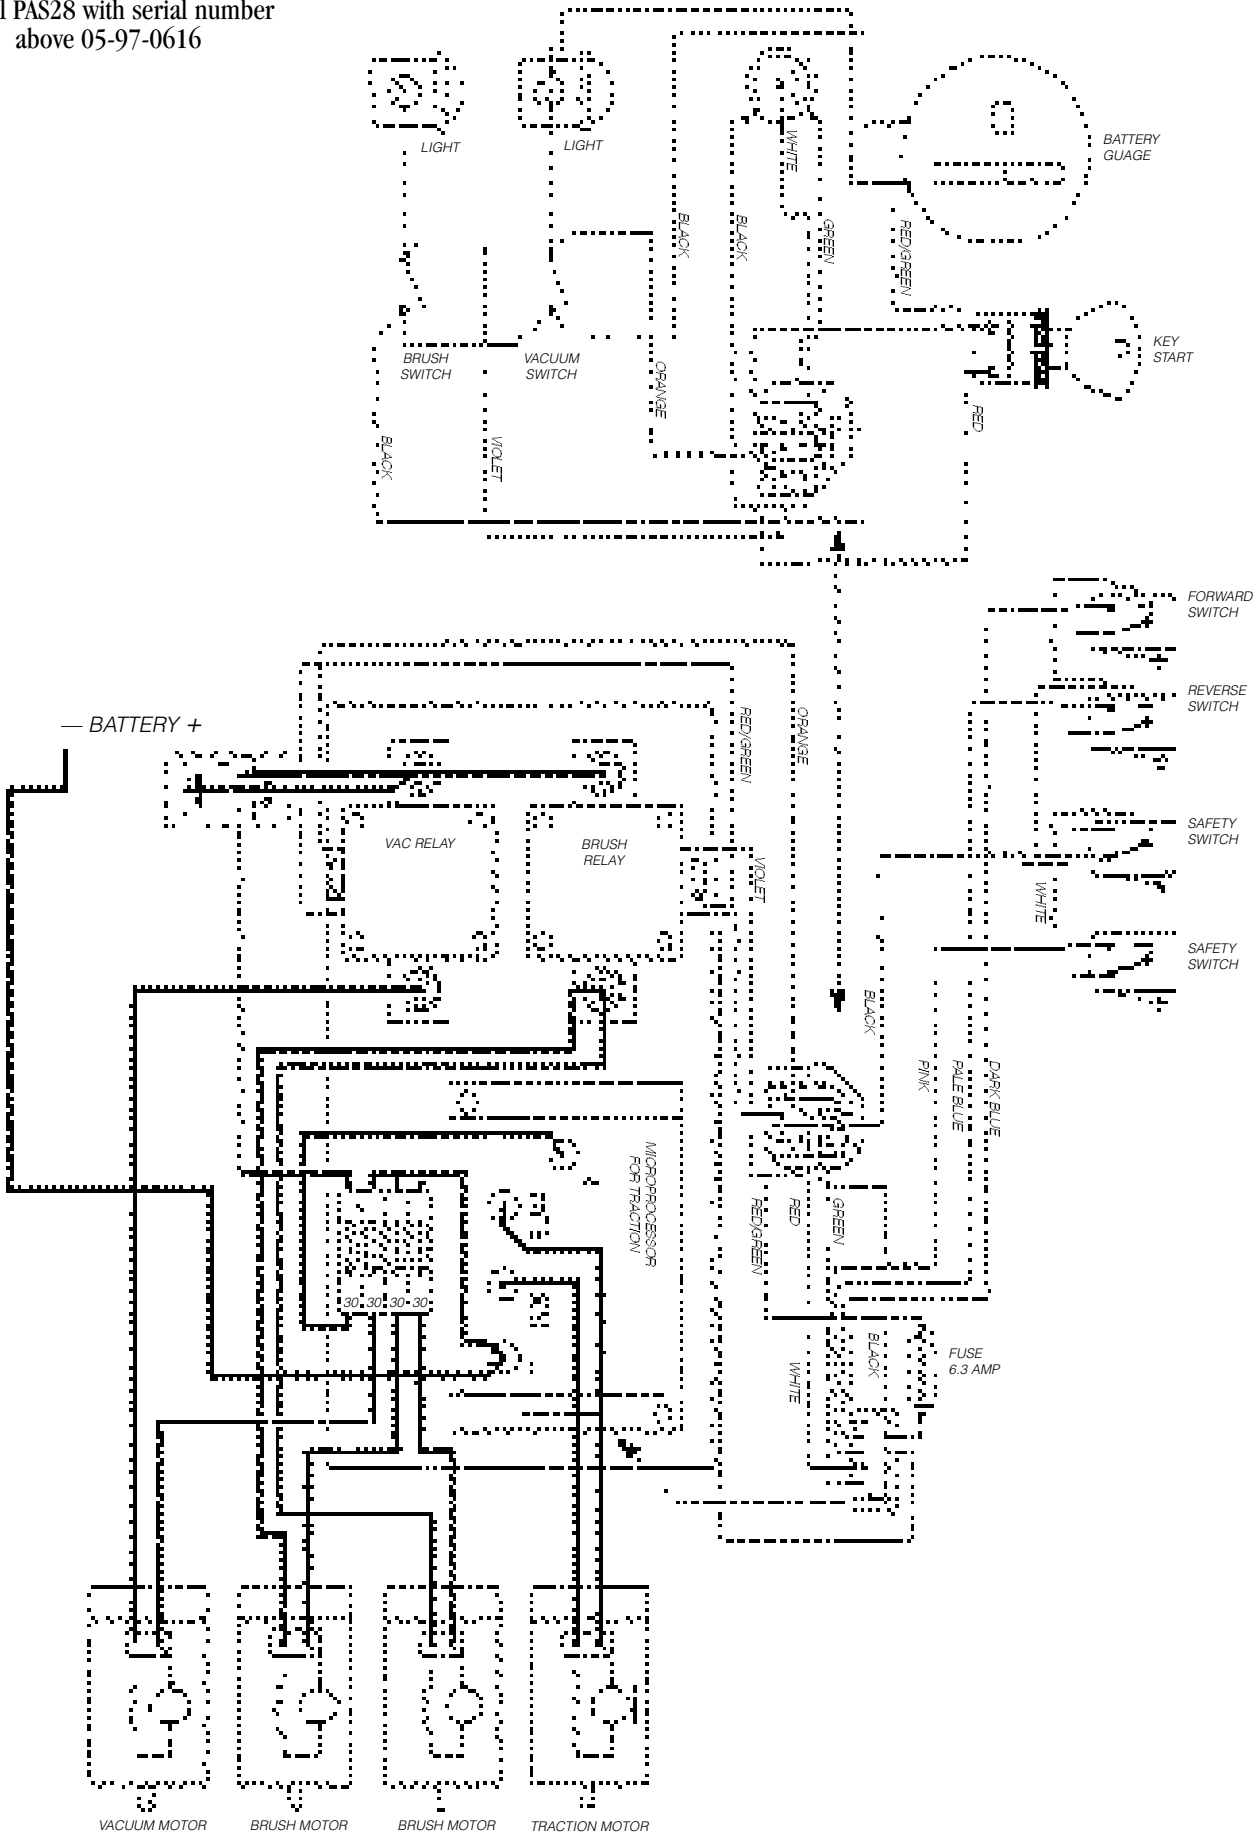 l PAS28 with serial number
above 05-97-0616
LIGHT
LIGHT
BATTERY
GUAGE
WHITE
BLACK
BLACK
GREEN
RED/GREEN
KEY
START
BRUSH
SWITCH
VACUUM
SWITCH
ORANGE
RED
BLACK
VIOLET
FORWARD
SWITCH
REVERSE
SWITCH
— BATTERY +
RED/GREEN
ORANGE
SAFETY
SWITCH
VAC RELAY
BRUSH
RELAY
VIOLET
WHITE
SAFETY
SWITCH
BLACK
PINK
PALE BLUE
DARK BLUE
MICROPROCESSOR
FOR TRACTION
RED/GREEN
RED
GREEN
30 30 30 30
BLACK
WHITE
FUSE
6.3 AMP
VACUUM MOTOR
BRUSH MOTOR
BRUSH MOTOR
TRACTION MOTOR